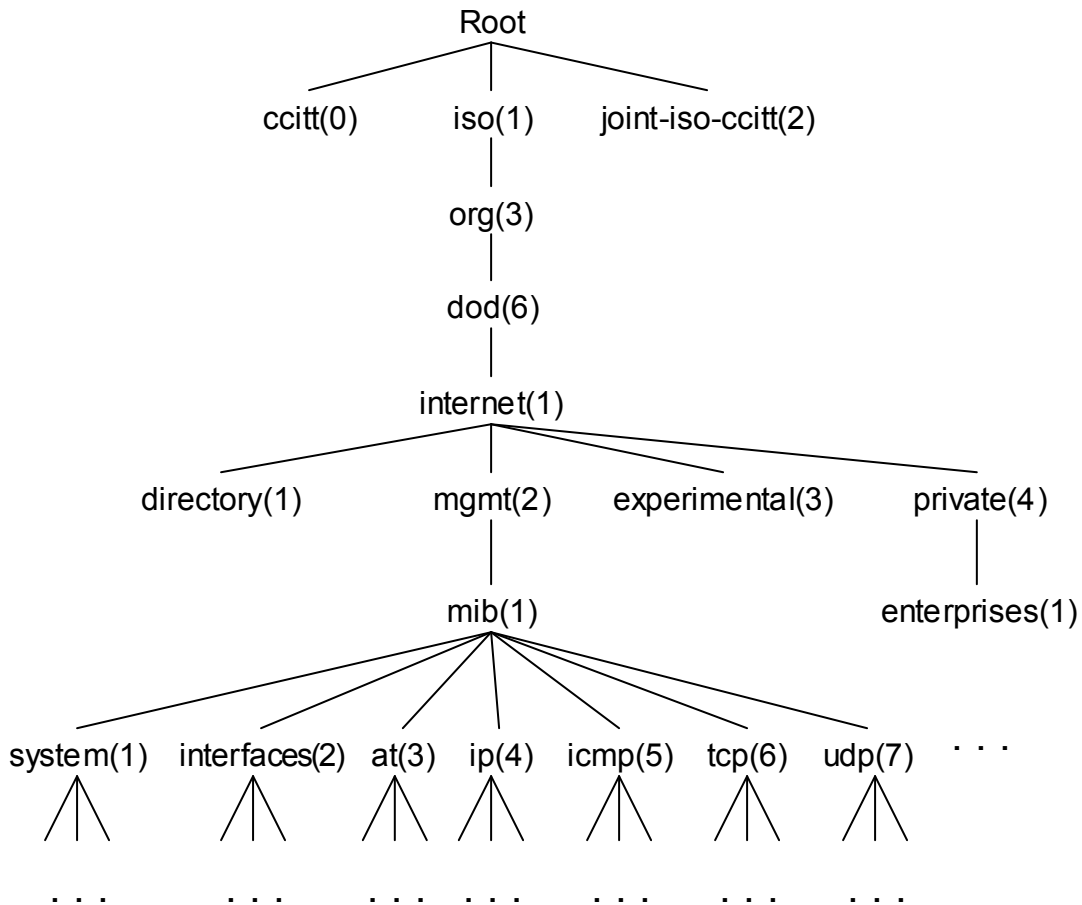 Root
ccitt(0) iso(1) joint-iso-ccitt(2)
org(3)
dod(6)
internet(1)
directory(1) mgmt(2) experimental(3) private(4)
mib(1) enterprises(1)
system(1) interfaces(2) at(3) ip(4) icmp(5) tcp(6) udp(7) . . .
. . . . . . . . . . . . . . . . . . . . .